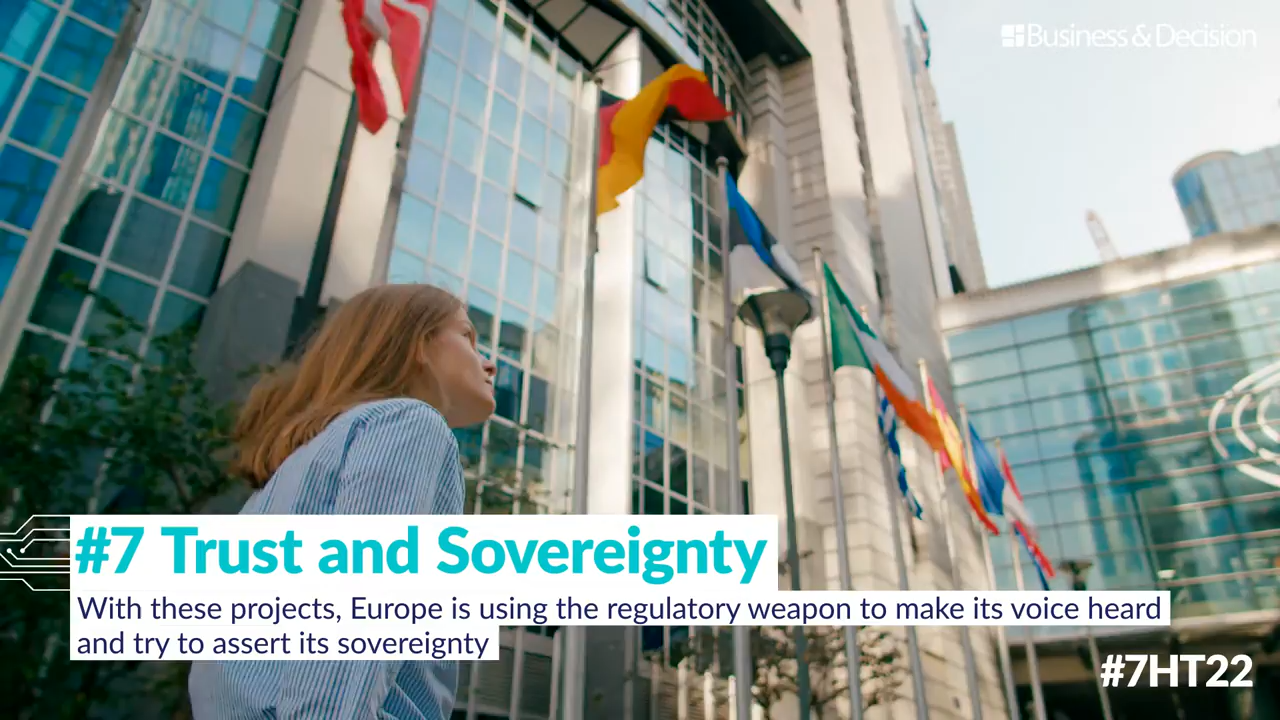 Business & Decision
#7 Trust and Sovereignty
With these projects, Europe is using the regulatory weapon to make its voice heard
and try to assert its sovereignty
#7HT22